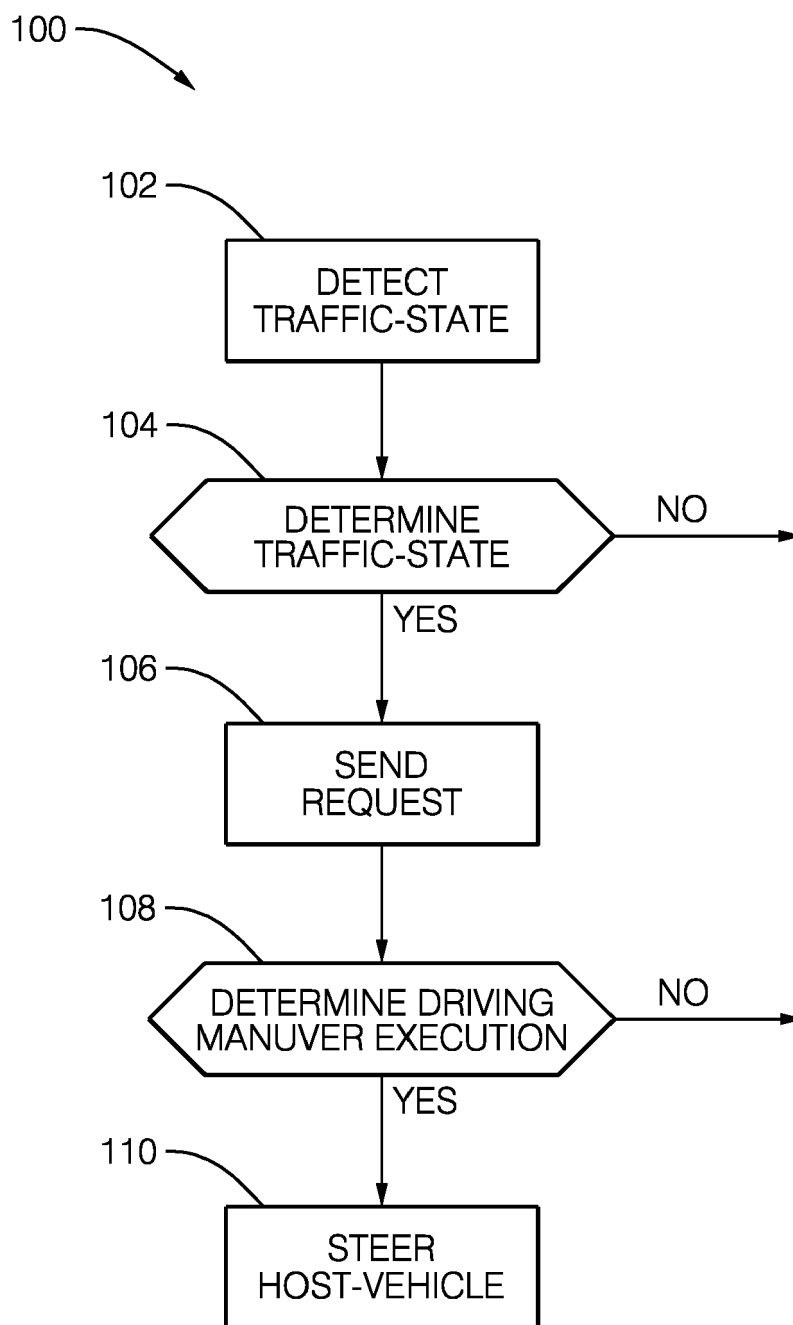 100
102
DETECT
TRAFFIC-STATE
104
DETERMINE
TRAFFIC-STATE
NO
YES
106
SEND
REQUEST
108
DETERMINE DRIVING
MANUVER EXECUTION
NO
YES
110
STEER
HOST-VEHICLE